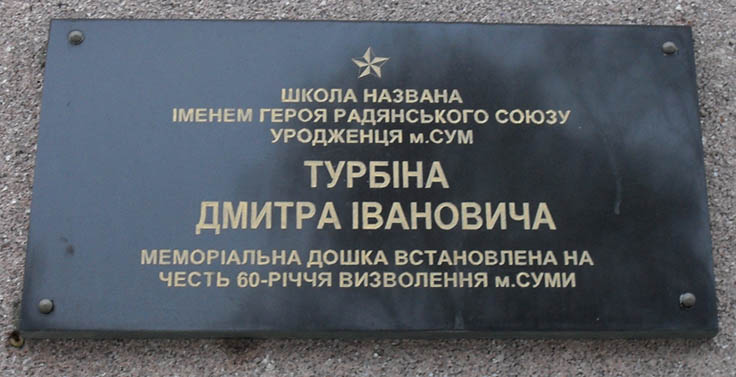 ШКОЛА НАЗВАНА
ІМЕНЕМ ГЕРОЯ РАДЯНСЬКОГО СОЮЗУ
УРОДЖЕНЦЯ м.СУМ
ТУРБІНА
ДМИТРА ІВАНОВИЧА
МЕМОРІАЛЬНА ДОШКА ВСТАНОВЛЕНА НА
ЧЕСТЬ 60-РІЧЧЯ ВИЗВОЛЕННЯ м.СУМИ